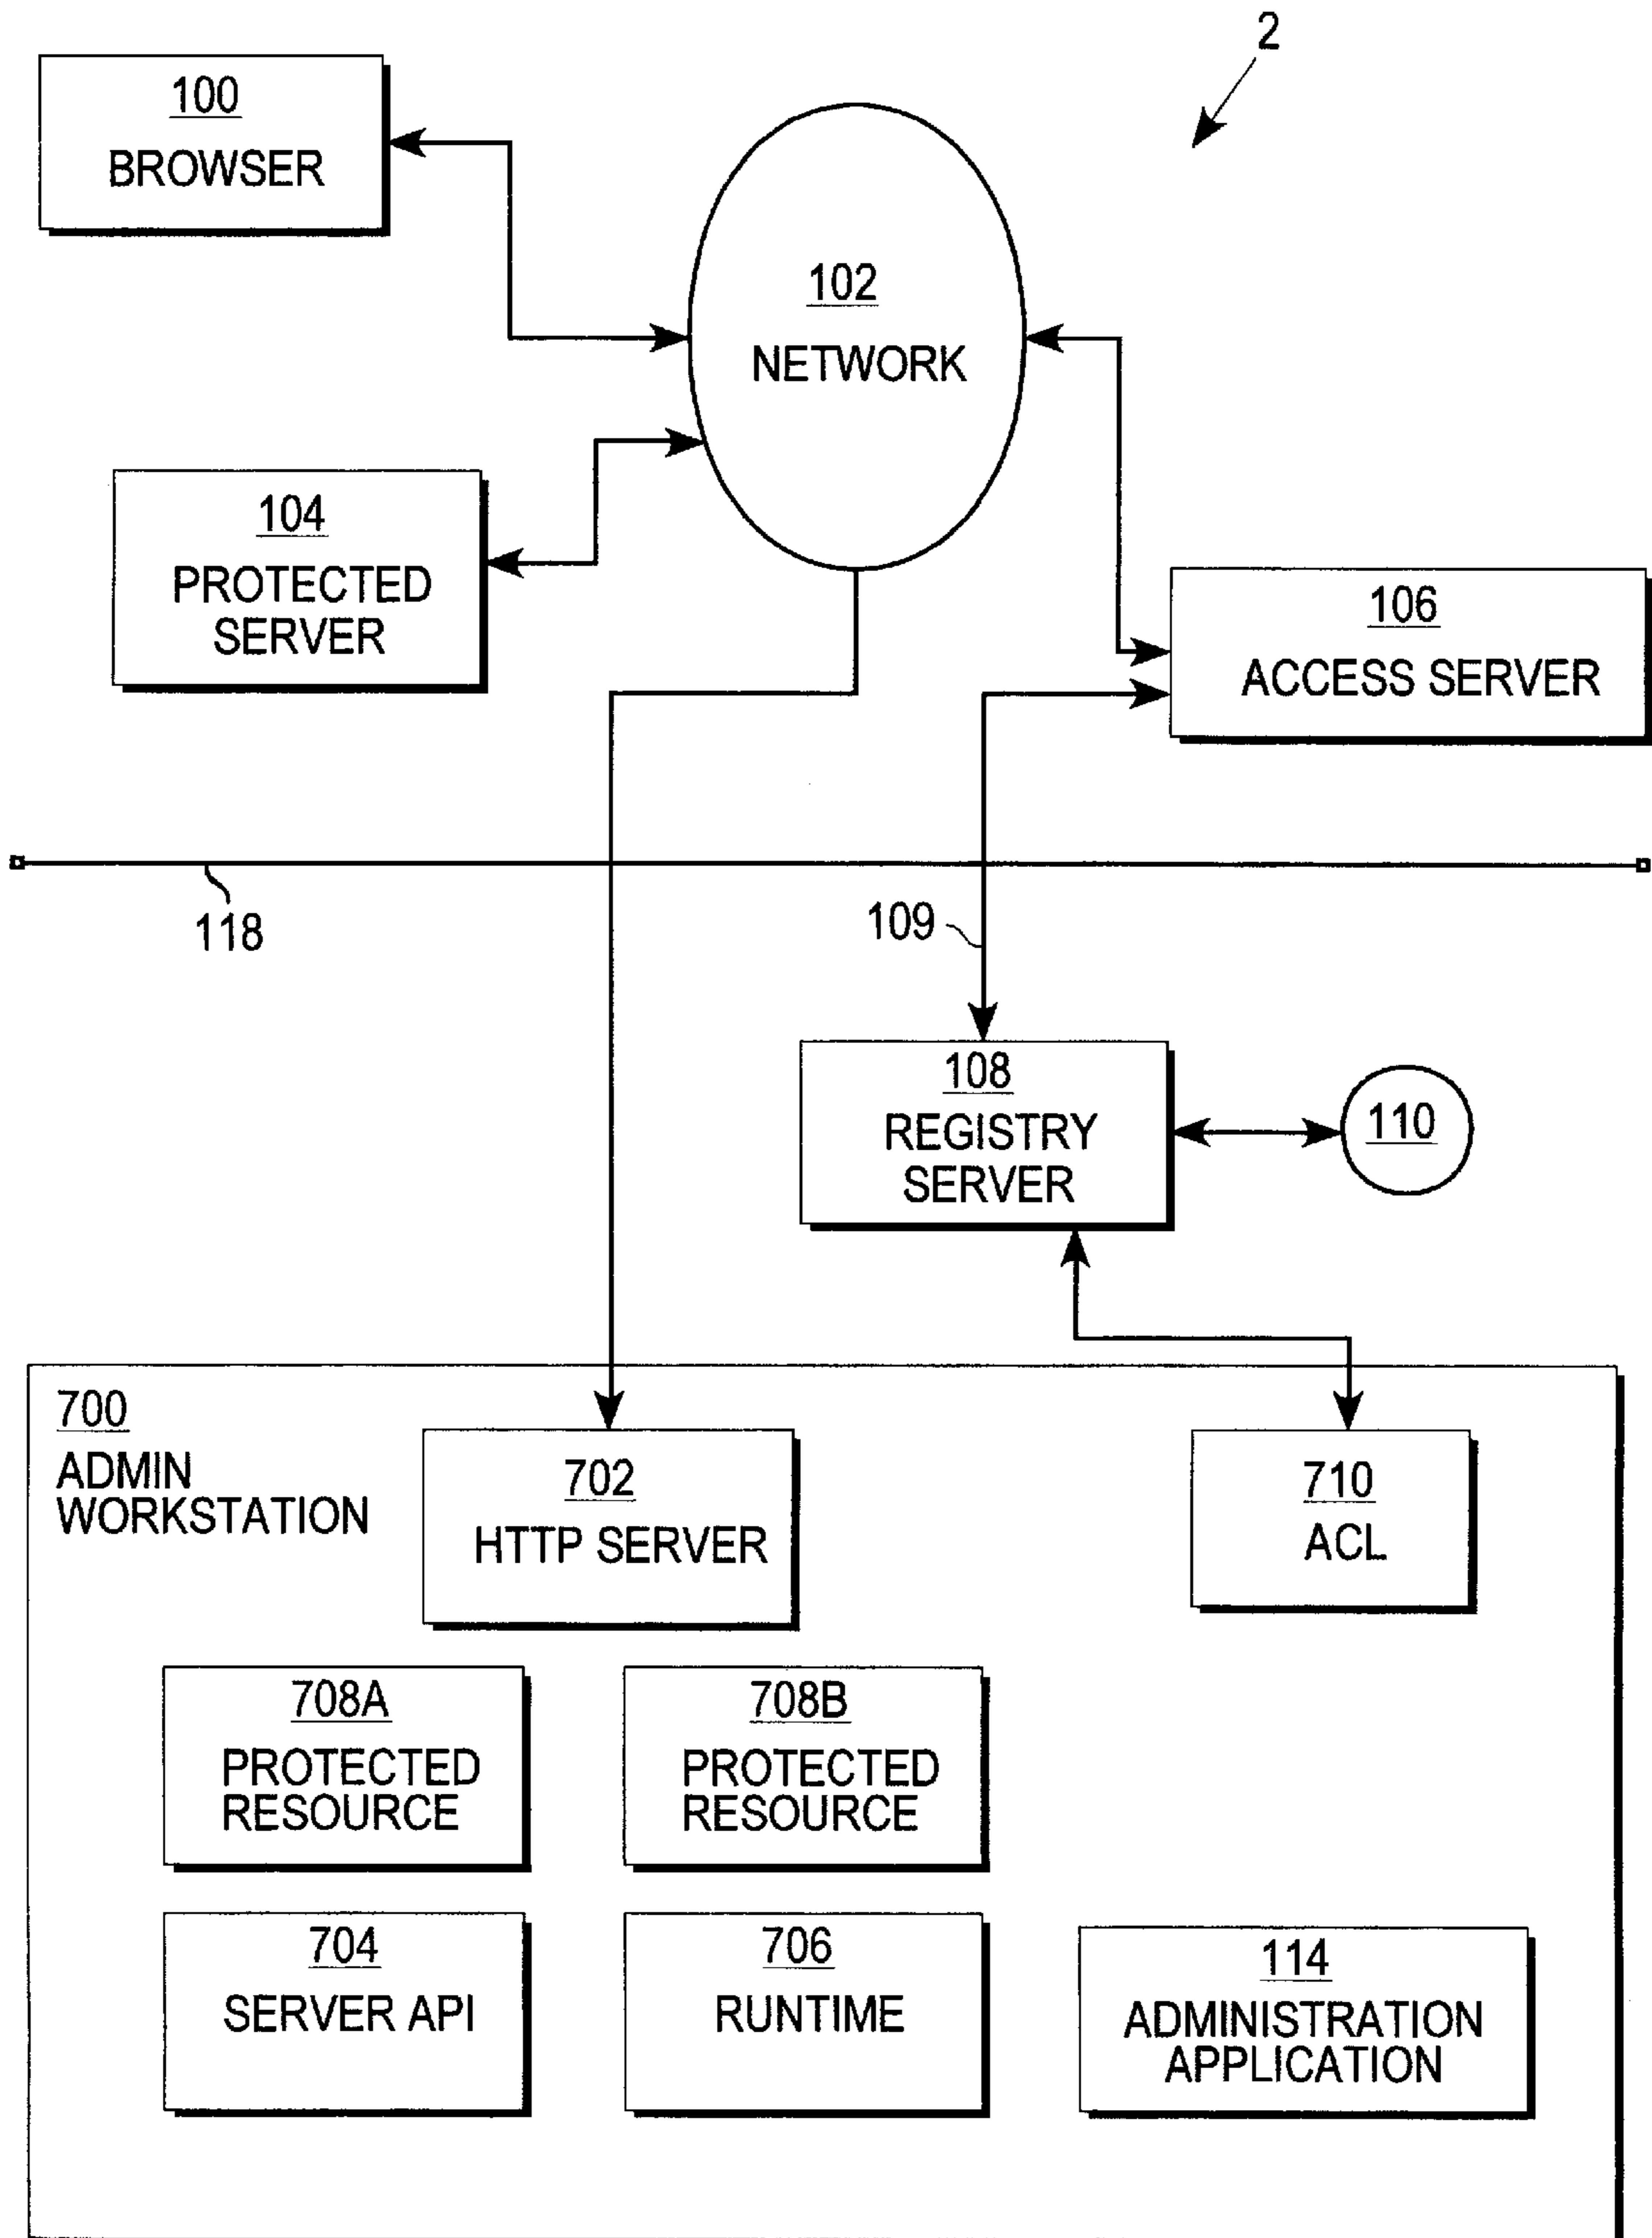 2
100
BROWSER
102
NETWORK
104
PROTECTED
SERVER
106
ACCESS SERVER
118
109
108
REGISTRY
SERVER
110
700
ADMIN
WORKSTATION
702
HTTP SERVER
710
ACL
708A
PROTECTED
RESOURCE
708B
PROTECTED
RESOURCE
704
SERVER API
706
RUNTIME
114
ADMINISTRATION
APPLICATION